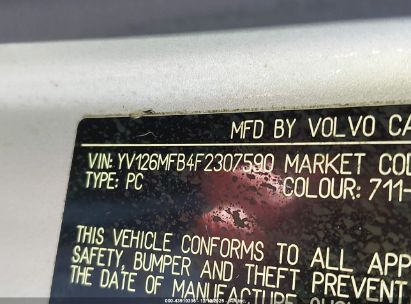 MFD BY VOLVO CA
VIN: YV126MFB4F2307590 MARKET COD
TYPE: PC COLOUR: 711-
THIS VEHICLE CONFORMS TO ALL APP
SAFETY, BUMPER AND THEFT PREVENT
THE DATE OF MANUFACTURE